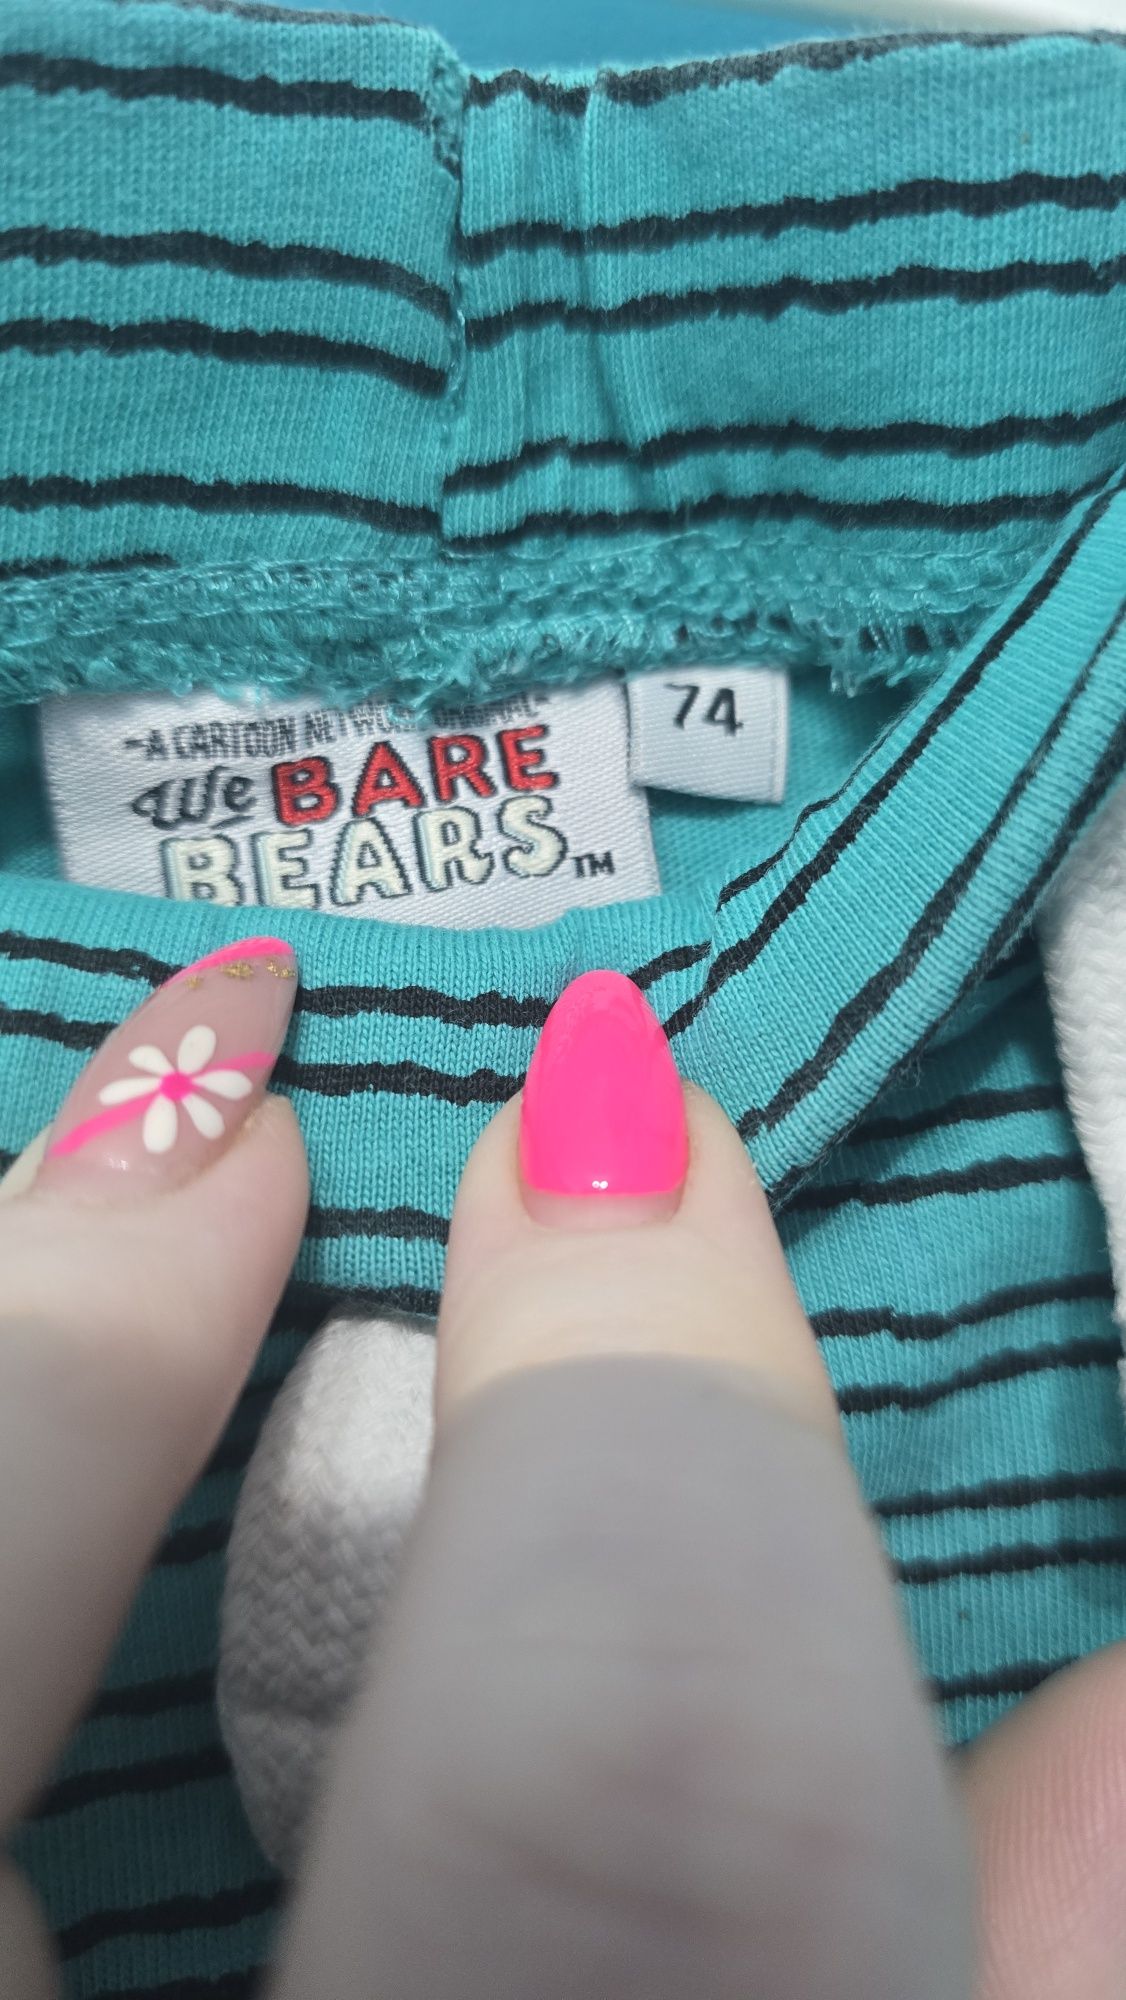 -A CARTOON NETWORK ORIGINAL-
We BARE
BEARS™
74